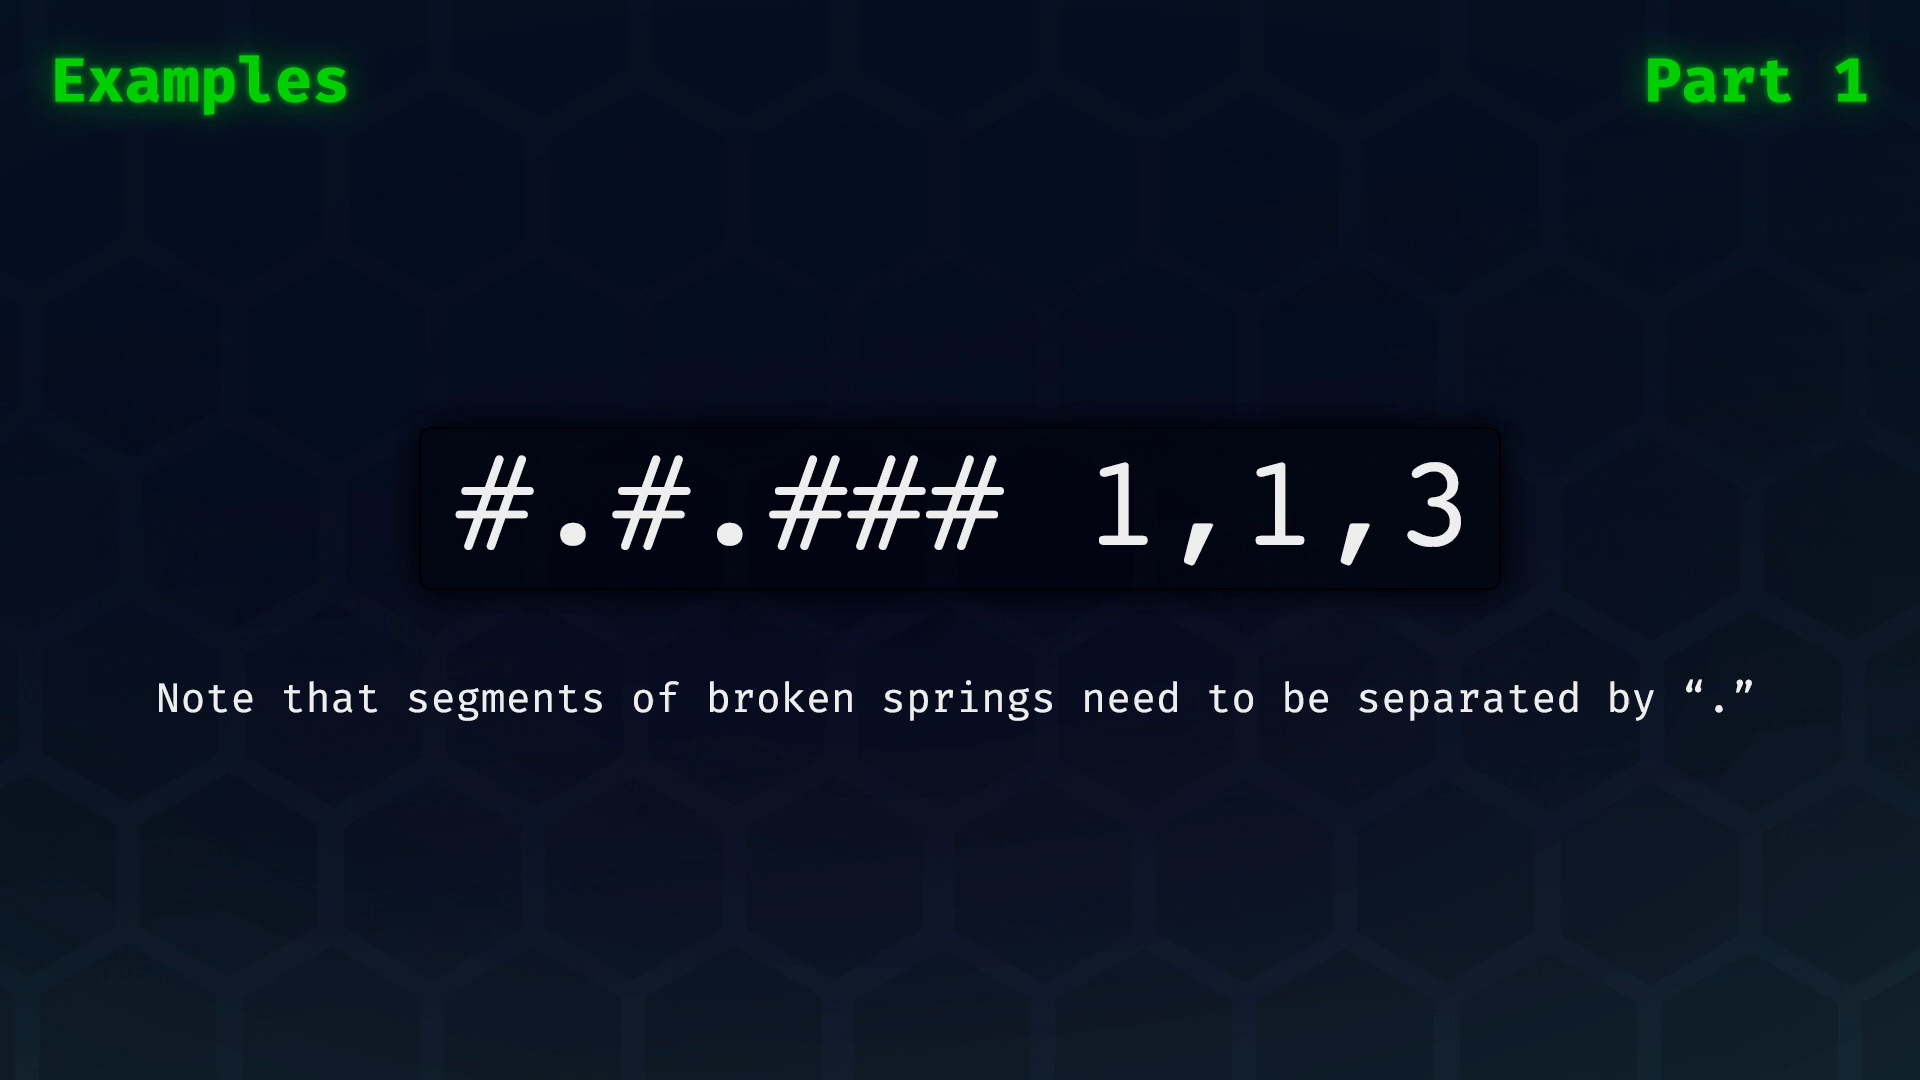 Examples
Part 1
#.#.### 1,1,3
Note that segments of broken springs need to be separated by “.”